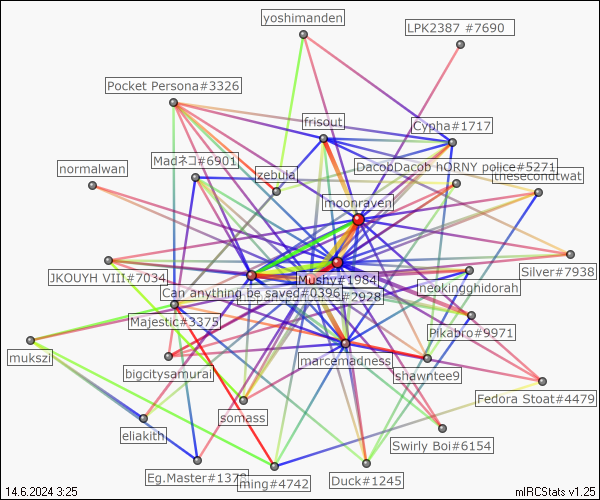 yoshimanden
LPK2387 #7690
Pocket Persona#3326
frisout
Cypha#1717
Madネコ#6901
DacobDacob hORNY police#5271
normalwan
zebula
thesecondtwat
moonraven
JKOUYH VIII#7034
Mushy#1984
Silver#7938
neokingghidorah
Can anything be saved#0396
#2928
Majestic#3375
Pikabro#9971
mukszi
marcemadness
bigcitysamurai
shawntee9
Fedora Stoat#4479
somass
eliakith
Swirly Boi#6154
Eg.Master#1378
ming#4742
Duck#1245
14.6.2024 3:25
mIRCStats v1.25